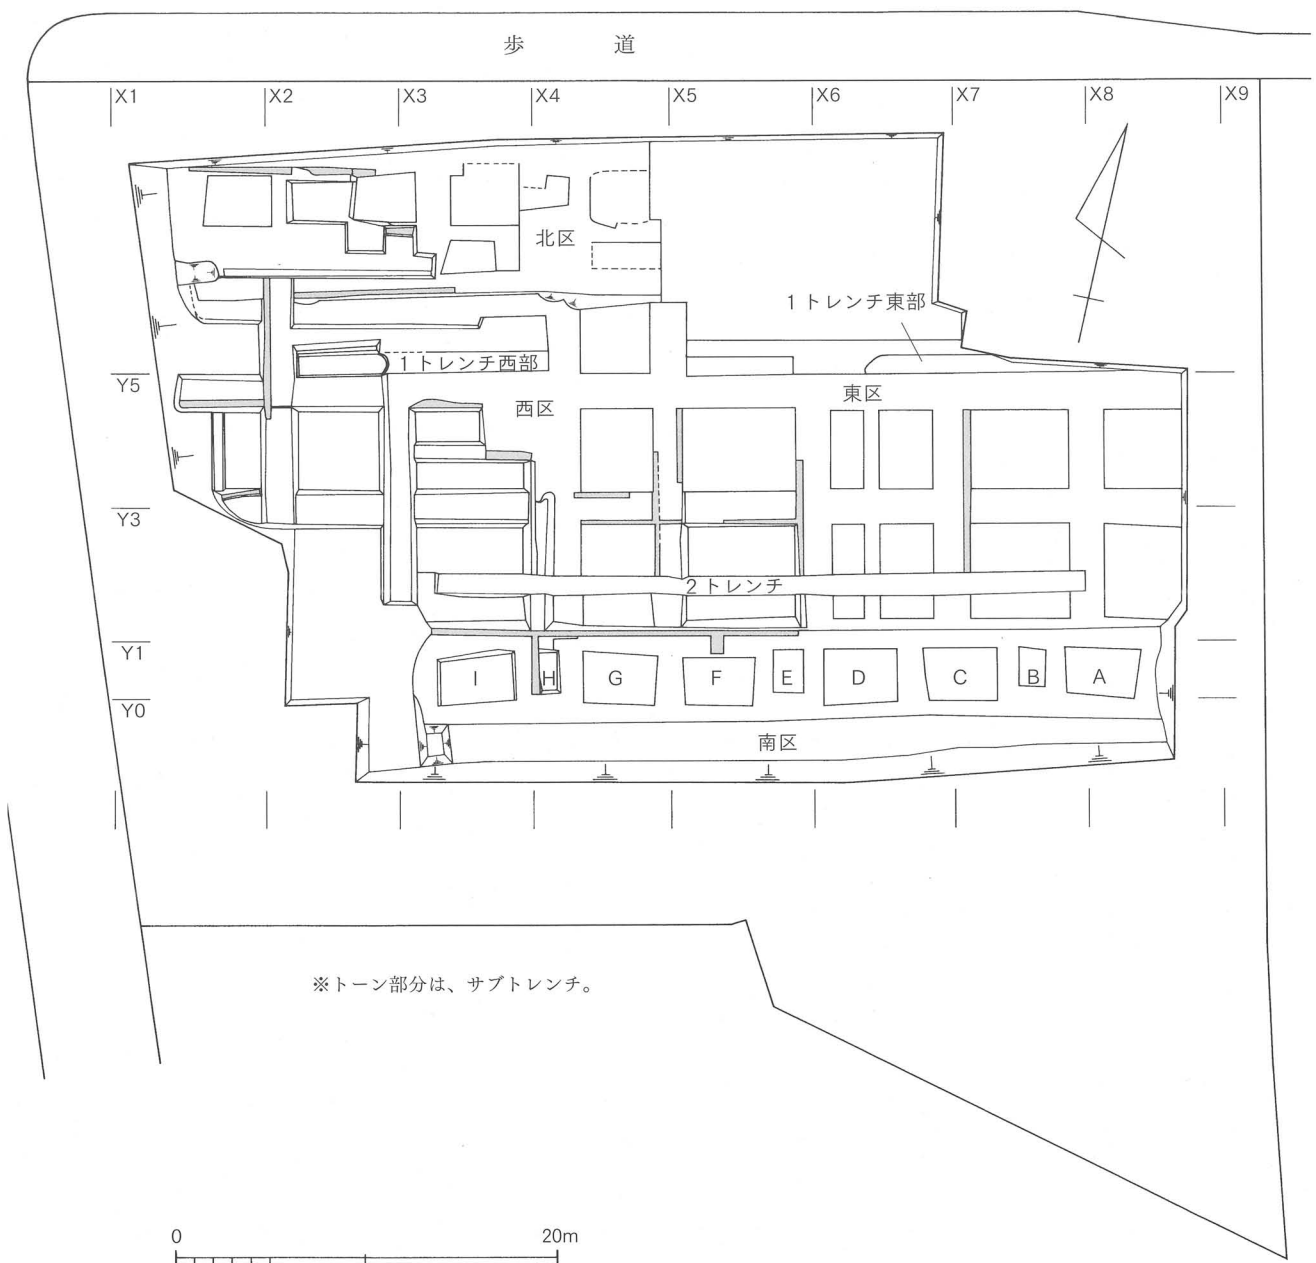 歩 道
X1 X2 X3 X4 X5 X6 X7 X8 X9
北区
1トレンチ東部
1トレンチ西部
Y5
東区
西区
Y3
2トレンチ
Y1
I H G F E D C B A
Y0
南区
※トーン部分は、サブトレンチ。
0 20m